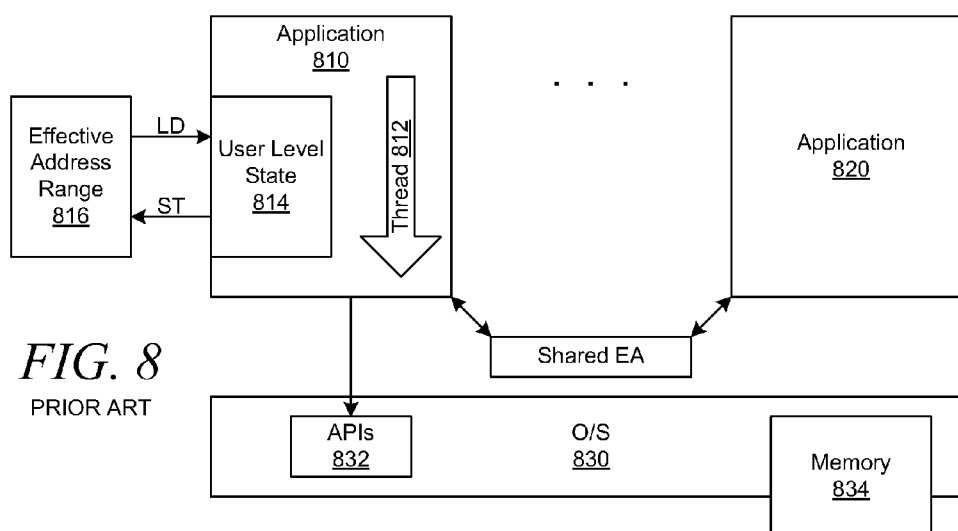 Application
810
. . .
Effective
Address
Range
816
LD
ST
User Level
State
814
Thread 812
Application
820
Shared EA
FIG. 8
PRIOR ART
APIs
832
O/S
830
Memory
834